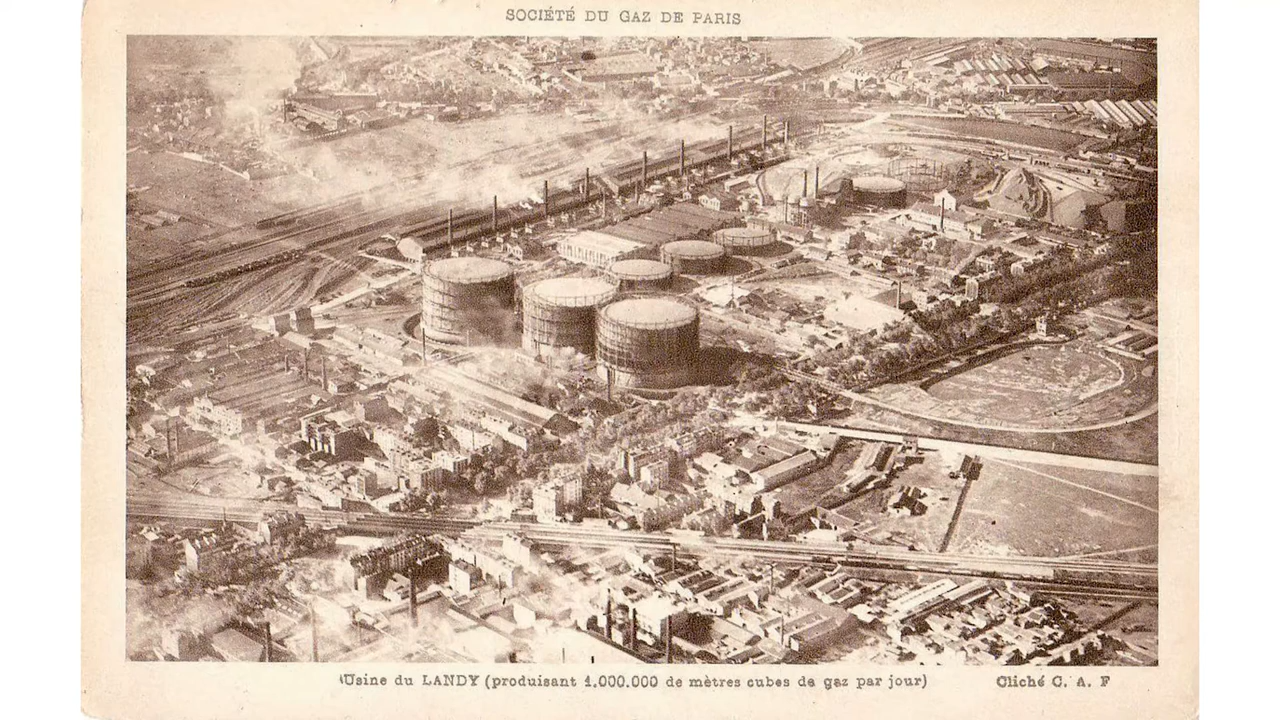 SOCIÉTÉ DU GAZ DE PARIS
Usine du LANDY (produisant 1.000.000 de mètres cubes de gaz par jour)
Cliché C. A. F